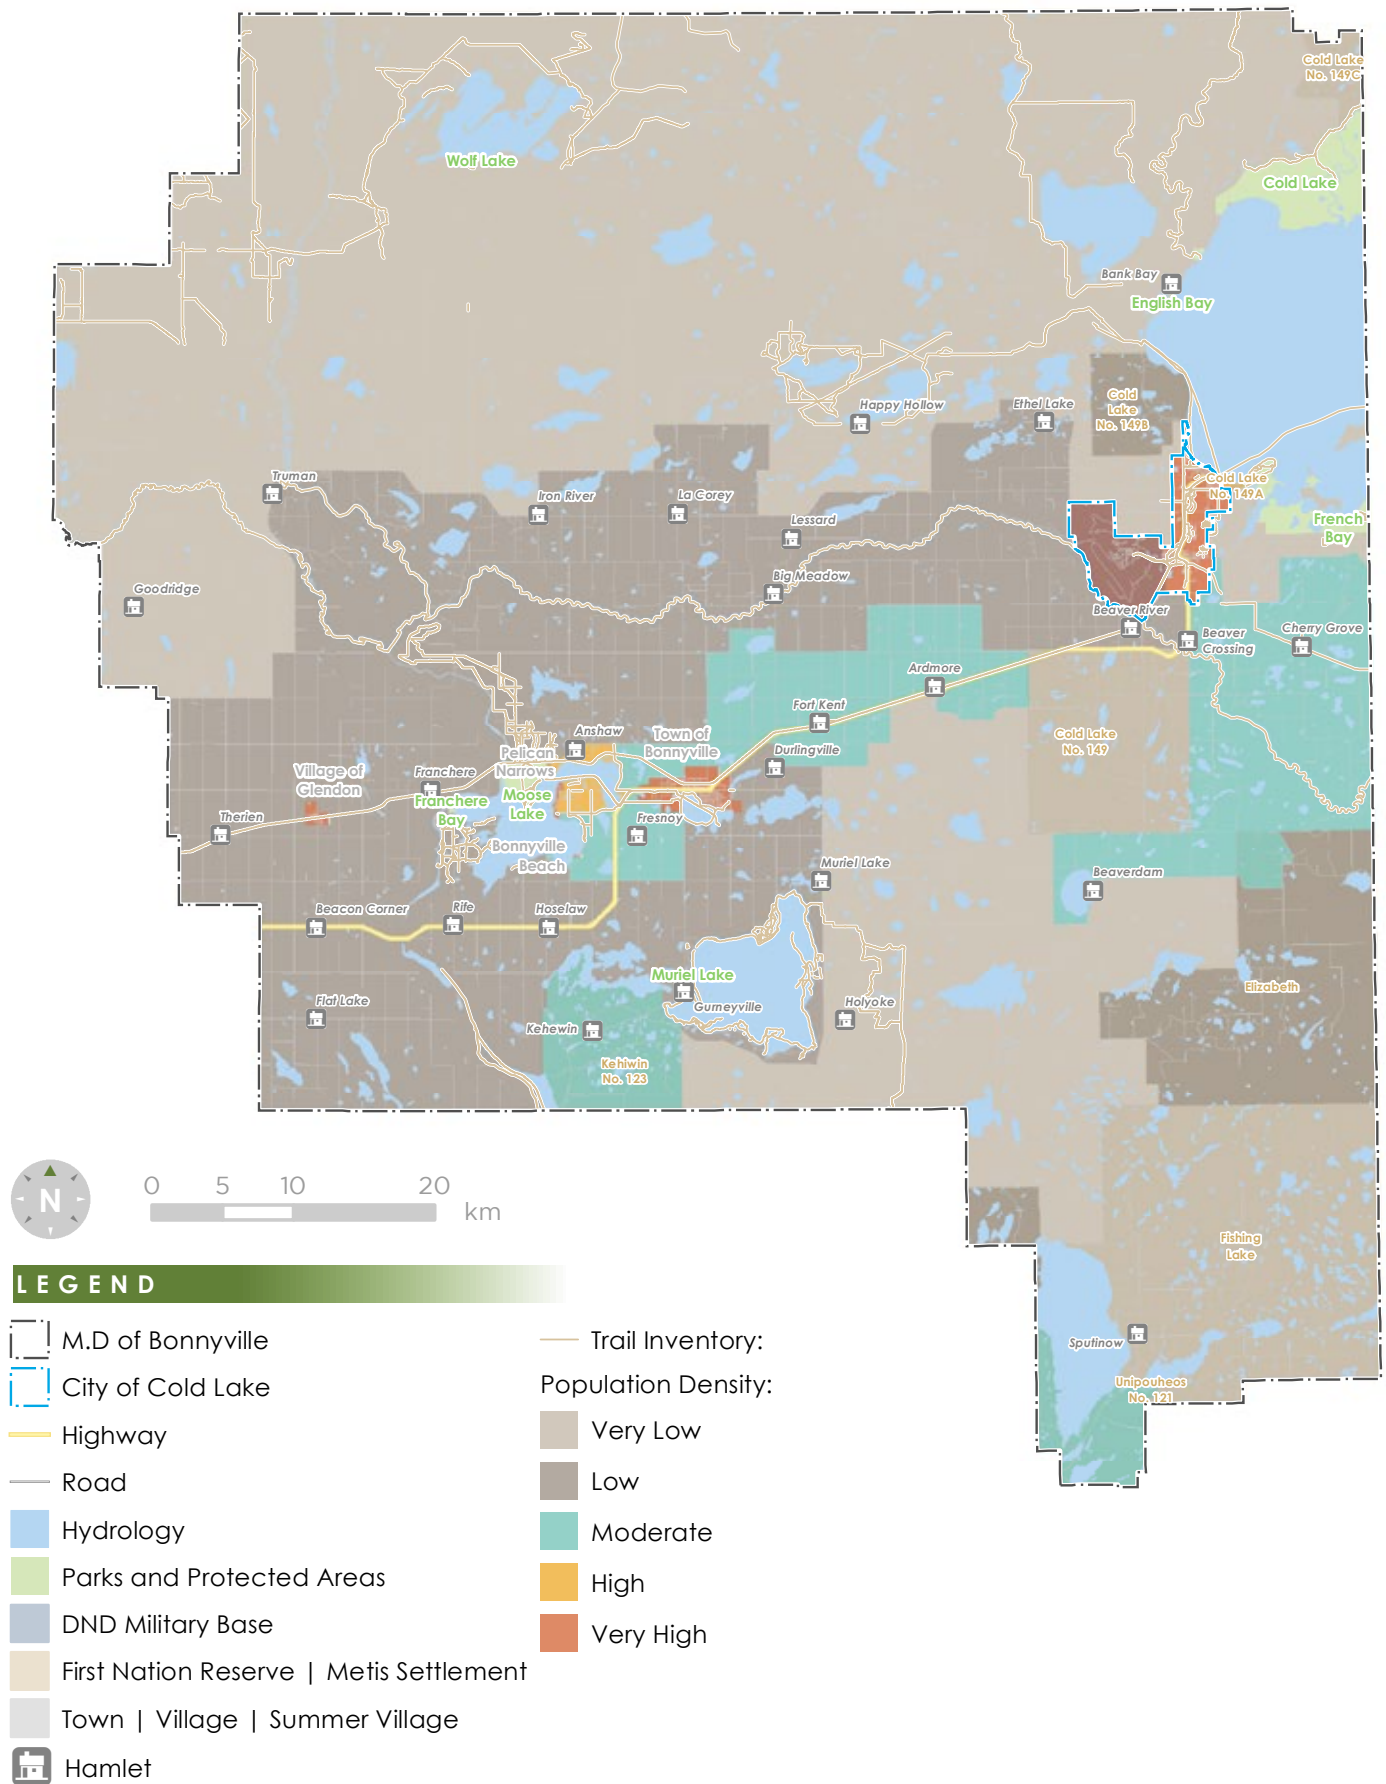 Cold Lake
No. 149C
Wolf Lake
Cold Lake
Bank Bay
English Bay
Cold
Lake
No. 149B
Happy Hollow
Ethel Lake
Truman
Iron River
La Corey
Cold Lake
No. 149A
Lessard
French
Bay
Big Meadow
Goodridge
Beaver River
Beaver
Crossing
Cherry Grove
Ardmore
Fort Kent
Anshaw
Town of
Bonnyville
Cold Lake
No. 149
Durlingville
Pelican
Narrows
Village of
Glendon
Franchere
Franchere
Bay
Moose
Lake
Therien
Fresnoy
Bonnyville
Beach
Muriel Lake
Beaverdam
Beacon Corner
Rife
Hoselaw
Muriel Lake
Elizabeth
Flat Lake
Gurneyville
Holyoke
Kehewin
Kehiwin
No. 123
Fishing
Lake
Sputinow
Unipouheos
No. 121
N
0 5 10 20
km
LEGEND
M.D of Bonnyville
City of Cold Lake
Highway
Road
Hydrology
Parks and Protected Areas
DND Military Base
First Nation Reserve | Metis Settlement
Town | Village | Summer Village
Hamlet
Trail Inventory:
Population Density:
Very Low
Low
Moderate
High
Very High